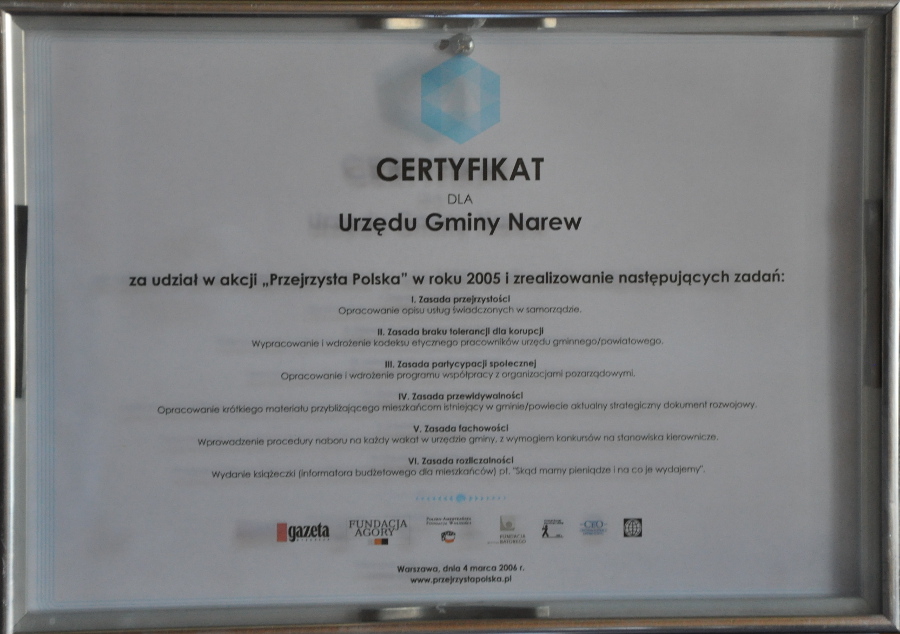 CERTYFIKAT
DLA
Urzędu Gminy Narew
za udział w akcji „Przejrzysta Polska” w roku 2005 i zrealizowanie następujących zadań:
I. Zasada przejrzystości
Opracowanie opisu usług świadczonych w samorządzie.
II. Zasada braku tolerancji dla korupcji
Wypracowanie i wdrożenie kodeksu etycznego pracowników urzędu gminnego/powiatowego.
III. Zasada partycypacji społecznej
Opracowanie i wdrożenie programu współpracy z organizacjami pozarządowymi.
IV. Zasada przewidywalności
Opracowanie krótkiego materiału przybliżającego mieszkańcom istniejący w gminie/powiecie aktualny strategiczny dokument rozwojowy.
V. Zasada fachowości
Wprowadzenie procedury naboru na każdy wakat w urzędzie gminy, z wymogiem konkursów na stanowiska kierownicze.
VI. Zasada rozliczalności
Wydanie książeczki (informatora budżetowego dla mieszkańców) pt. "Skąd mamy pieniądze i na co je wydajemy".
gazeta
FUNDACJA
AGORY
CEO
Warszawa, dnia 4 marca 2006 r.
www.przejrzystapolska.pl